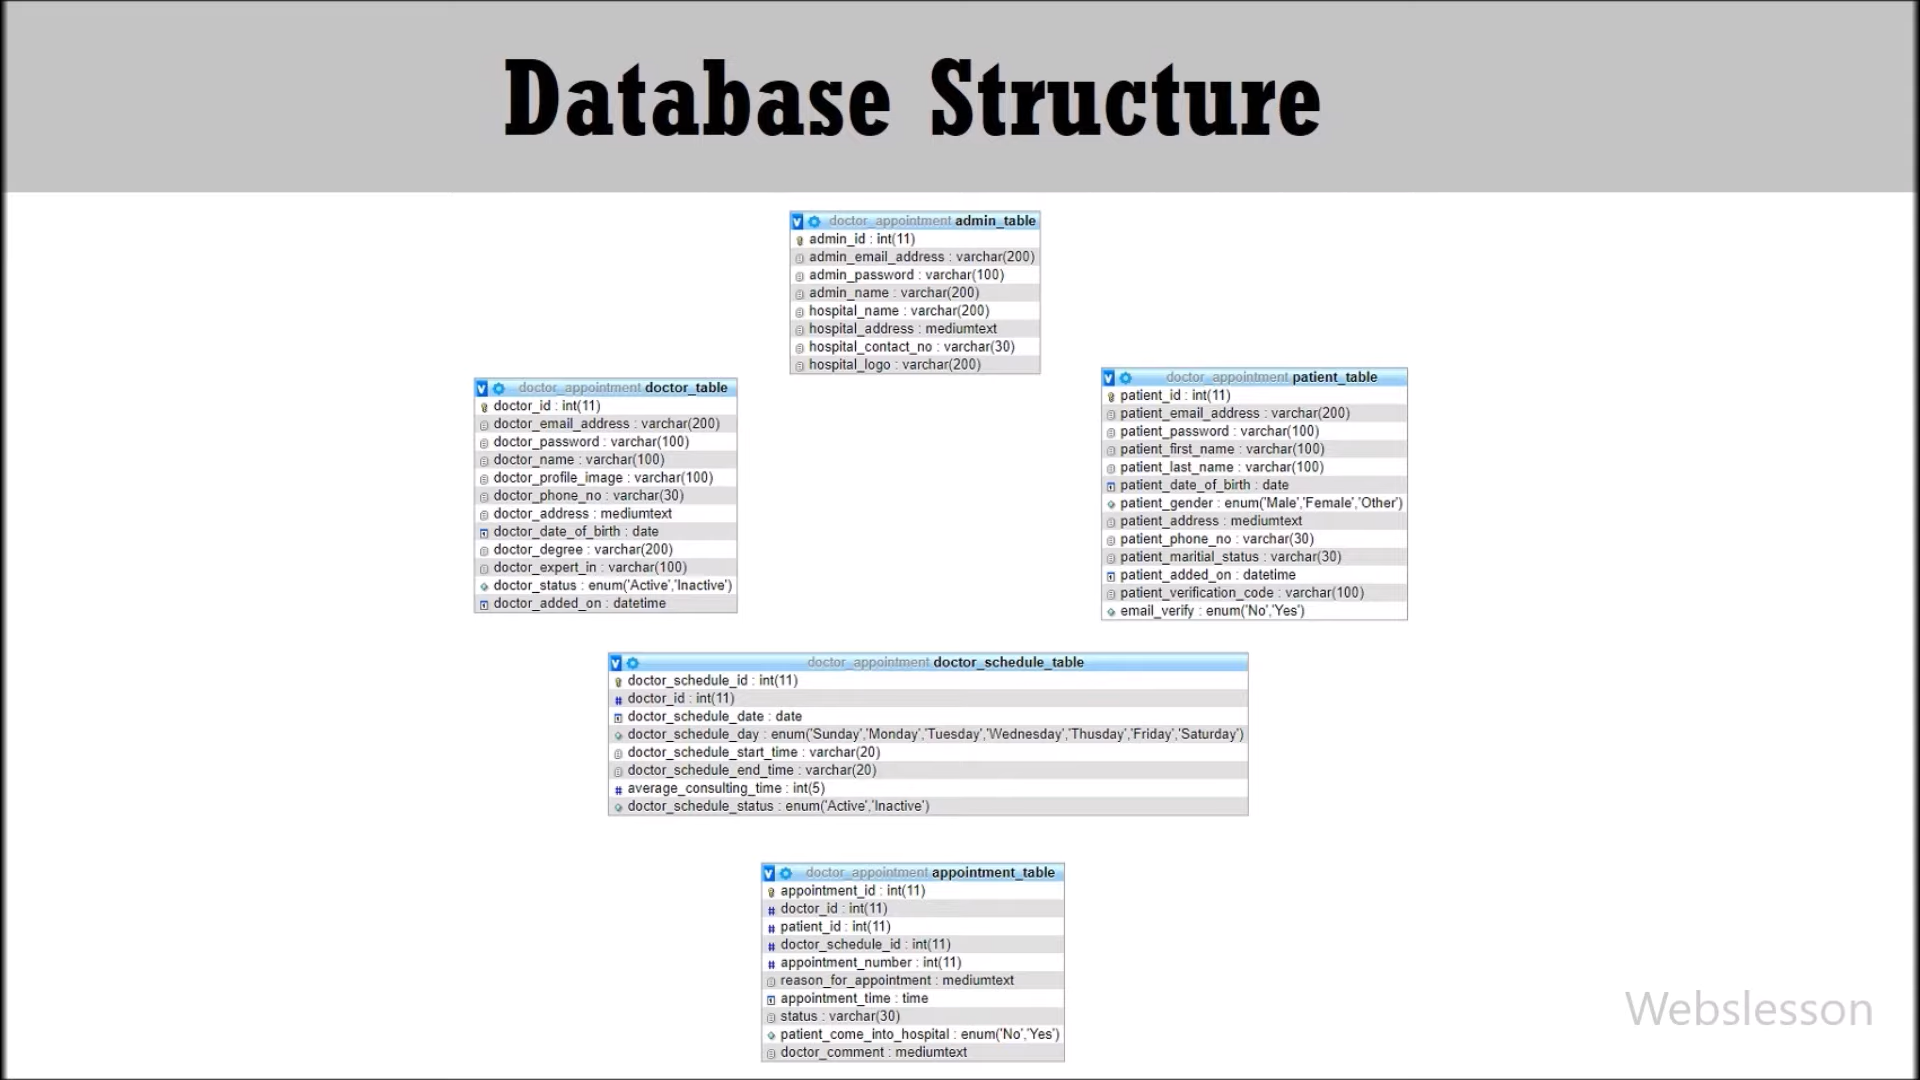 Database Structure
doctor_appointment admin_table
admin_id : int(11)
admin_email_address : varchar(200)
admin_password : varchar(100)
admin_name : varchar(200)
hospital_name : varchar(200)
hospital_address : mediumtext
hospital_contact_no : varchar(30)
hospital_logo : varchar(200)
doctor_appointment doctor_table
doctor_id : int(11)
doctor_email_address : varchar(200)
doctor_password : varchar(100)
doctor_name : varchar(100)
doctor_profile_image : varchar(100)
doctor_phone_no : varchar(30)
doctor_address : mediumtext
doctor_date_of_birth : date
doctor_degree : varchar(200)
doctor_expert_in : varchar(100)
doctor_status : enum('Active','Inactive')
doctor_added_on : datetime
doctor_appointment patient_table
patient_id : int(11)
patient_email_address : varchar(200)
patient_password : varchar(100)
patient_first_name : varchar(100)
patient_last_name : varchar(100)
patient_date_of_birth : date
patient_gender : enum('Male','Female','Other')
patient_address : mediumtext
patient_phone_no : varchar(30)
patient_maritial_status : varchar(30)
patient_added_on : datetime
patient_verification_code : varchar(100)
email_verify : enum('No','Yes')
doctor_appointment doctor_schedule_table
doctor_schedule_id : int(11)
doctor_id : int(11)
doctor_schedule_date : date
doctor_schedule_day : enum('Sunday','Monday','Tuesday','Wednesday','Thusday','Friday','Saturday')
doctor_schedule_start_time : varchar(20)
doctor_schedule_end_time : varchar(20)
average_consulting_time : int(5)
doctor_schedule_status : enum('Active','Inactive')
doctor_appointment appointment_table
appointment_id : int(11)
doctor_id : int(11)
patient_id : int(11)
doctor_schedule_id : int(11)
appointment_number : int(11)
reason_for_appointment : mediumtext
appointment_time : time
status : varchar(30)
patient_come_into_hospital : enum('No','Yes')
doctor_comment : mediumtext
Webslesson